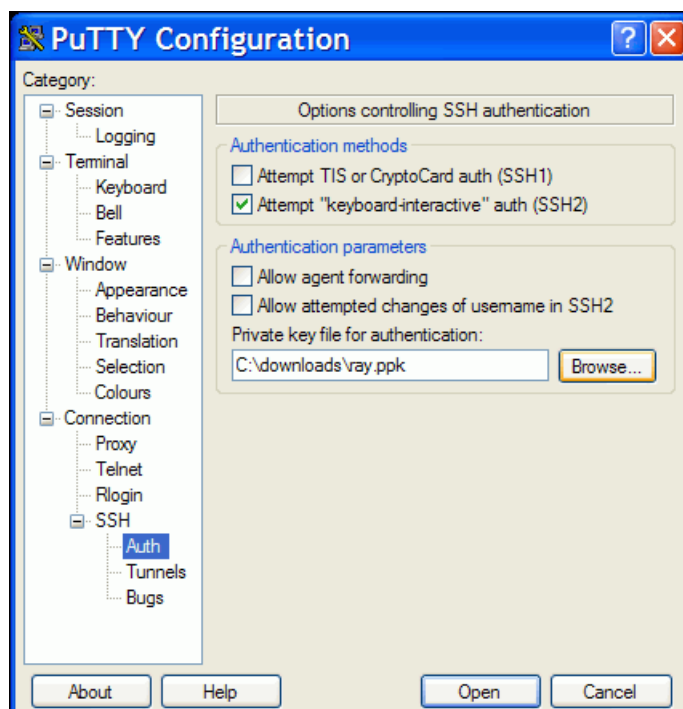 PuTTY Configuration
?
Category:
Session
Logging
Terminal
Keyboard
Bell
Features
Window
Appearance
Behaviour
Translation
Selection
Colours
Connection
Proxy
Telnet
Rlogin
SSH
Auth
Tunnels
Bugs
Options controlling SSH authentication
Authentication methods
Attempt TIS or CryptoCard auth (SSH1)
Attempt "keyboard-interactive" auth (SSH2)
Authentication parameters
Allow agent forwarding
Allow attempted changes of username in SSH2
Private key file for authentication:
C:\downloads\ray.ppk Browse...
About Help Open Cancel